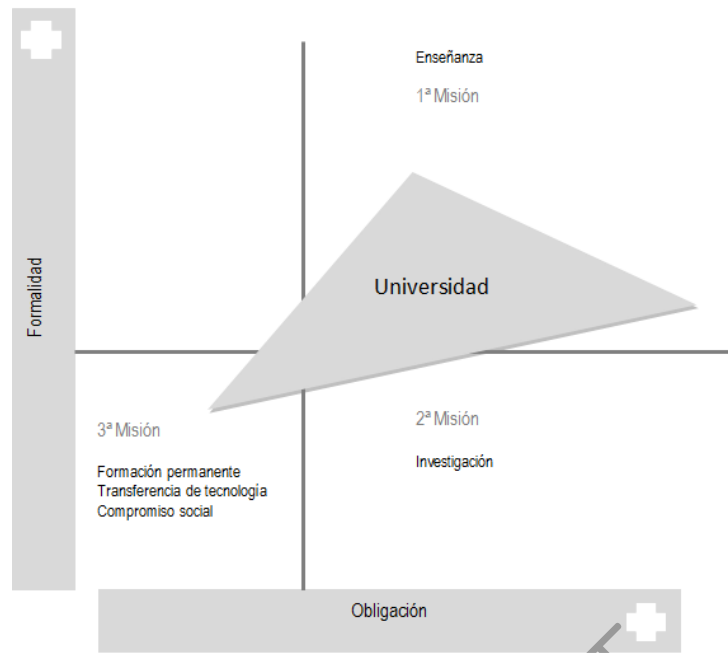 Enseñanza
1ª Misión
Formalidad
Universidad
3ª Misión
Formación permanente
Transferencia de tecnología
Compromiso social
2ª Misión
Investigación
Obligación